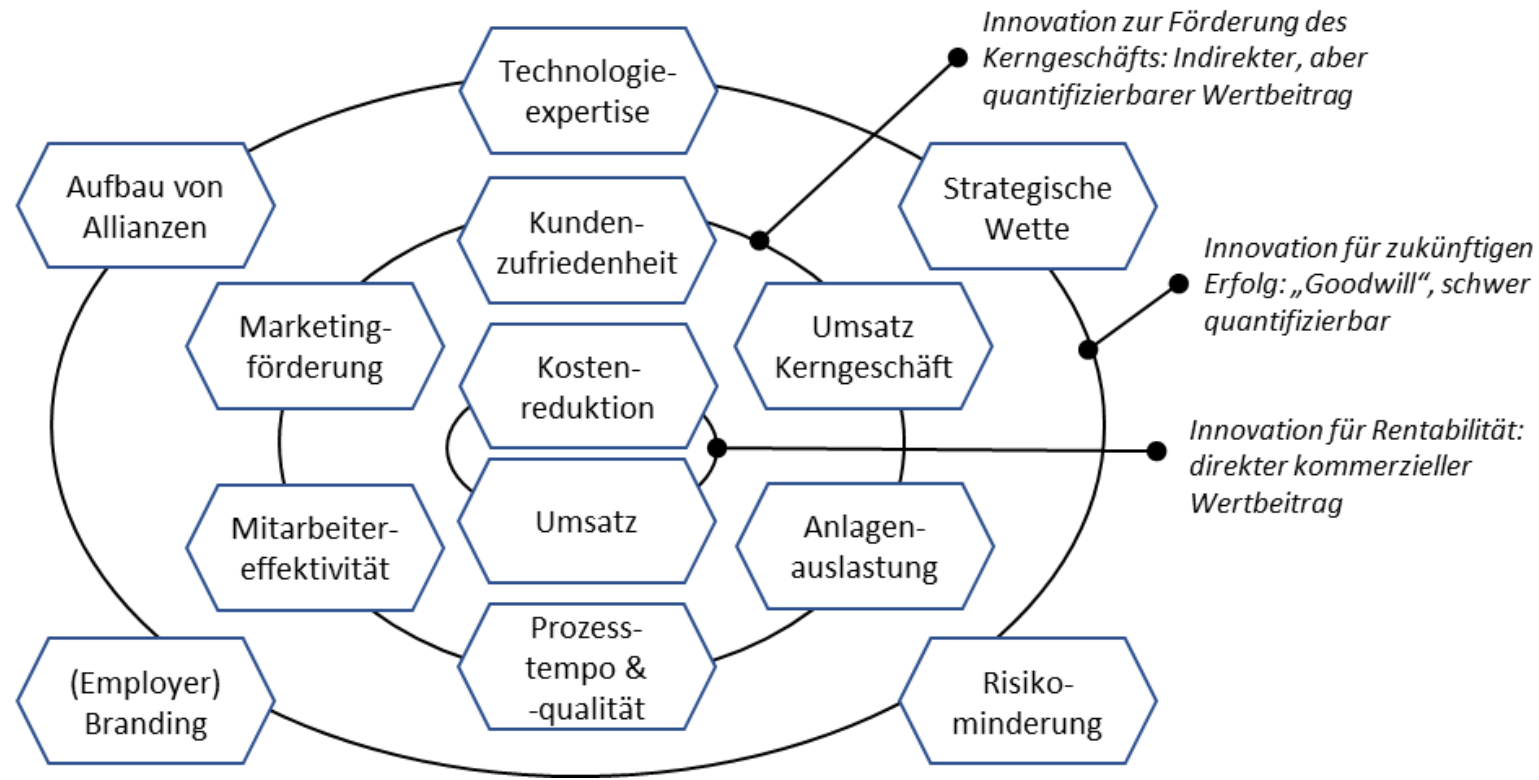 Innovation zur Förderung des
Kerngeschäfts: Indirekter, aber
quantifizierbarer Wertbeitrag
Technologie-
expertise
Aufbau von
Allianzen
Strategische
Wette
Kunden-
zufriedenheit
Innovation für zukünftigen
Erfolg: „Goodwill“, schwer
quantifizierbar
Marketing-
förderung
Umsatz
Kerngeschäft
Kosten-
reduktion
Innovation für Rentabilität:
direkter kommerzieller
Wertbeitrag
Mitarbeiter-
effektivität
Umsatz
Anlagen-
auslastung
Prozess-
tempo &
-qualität
(Employer)
Branding
Risiko-
minderung